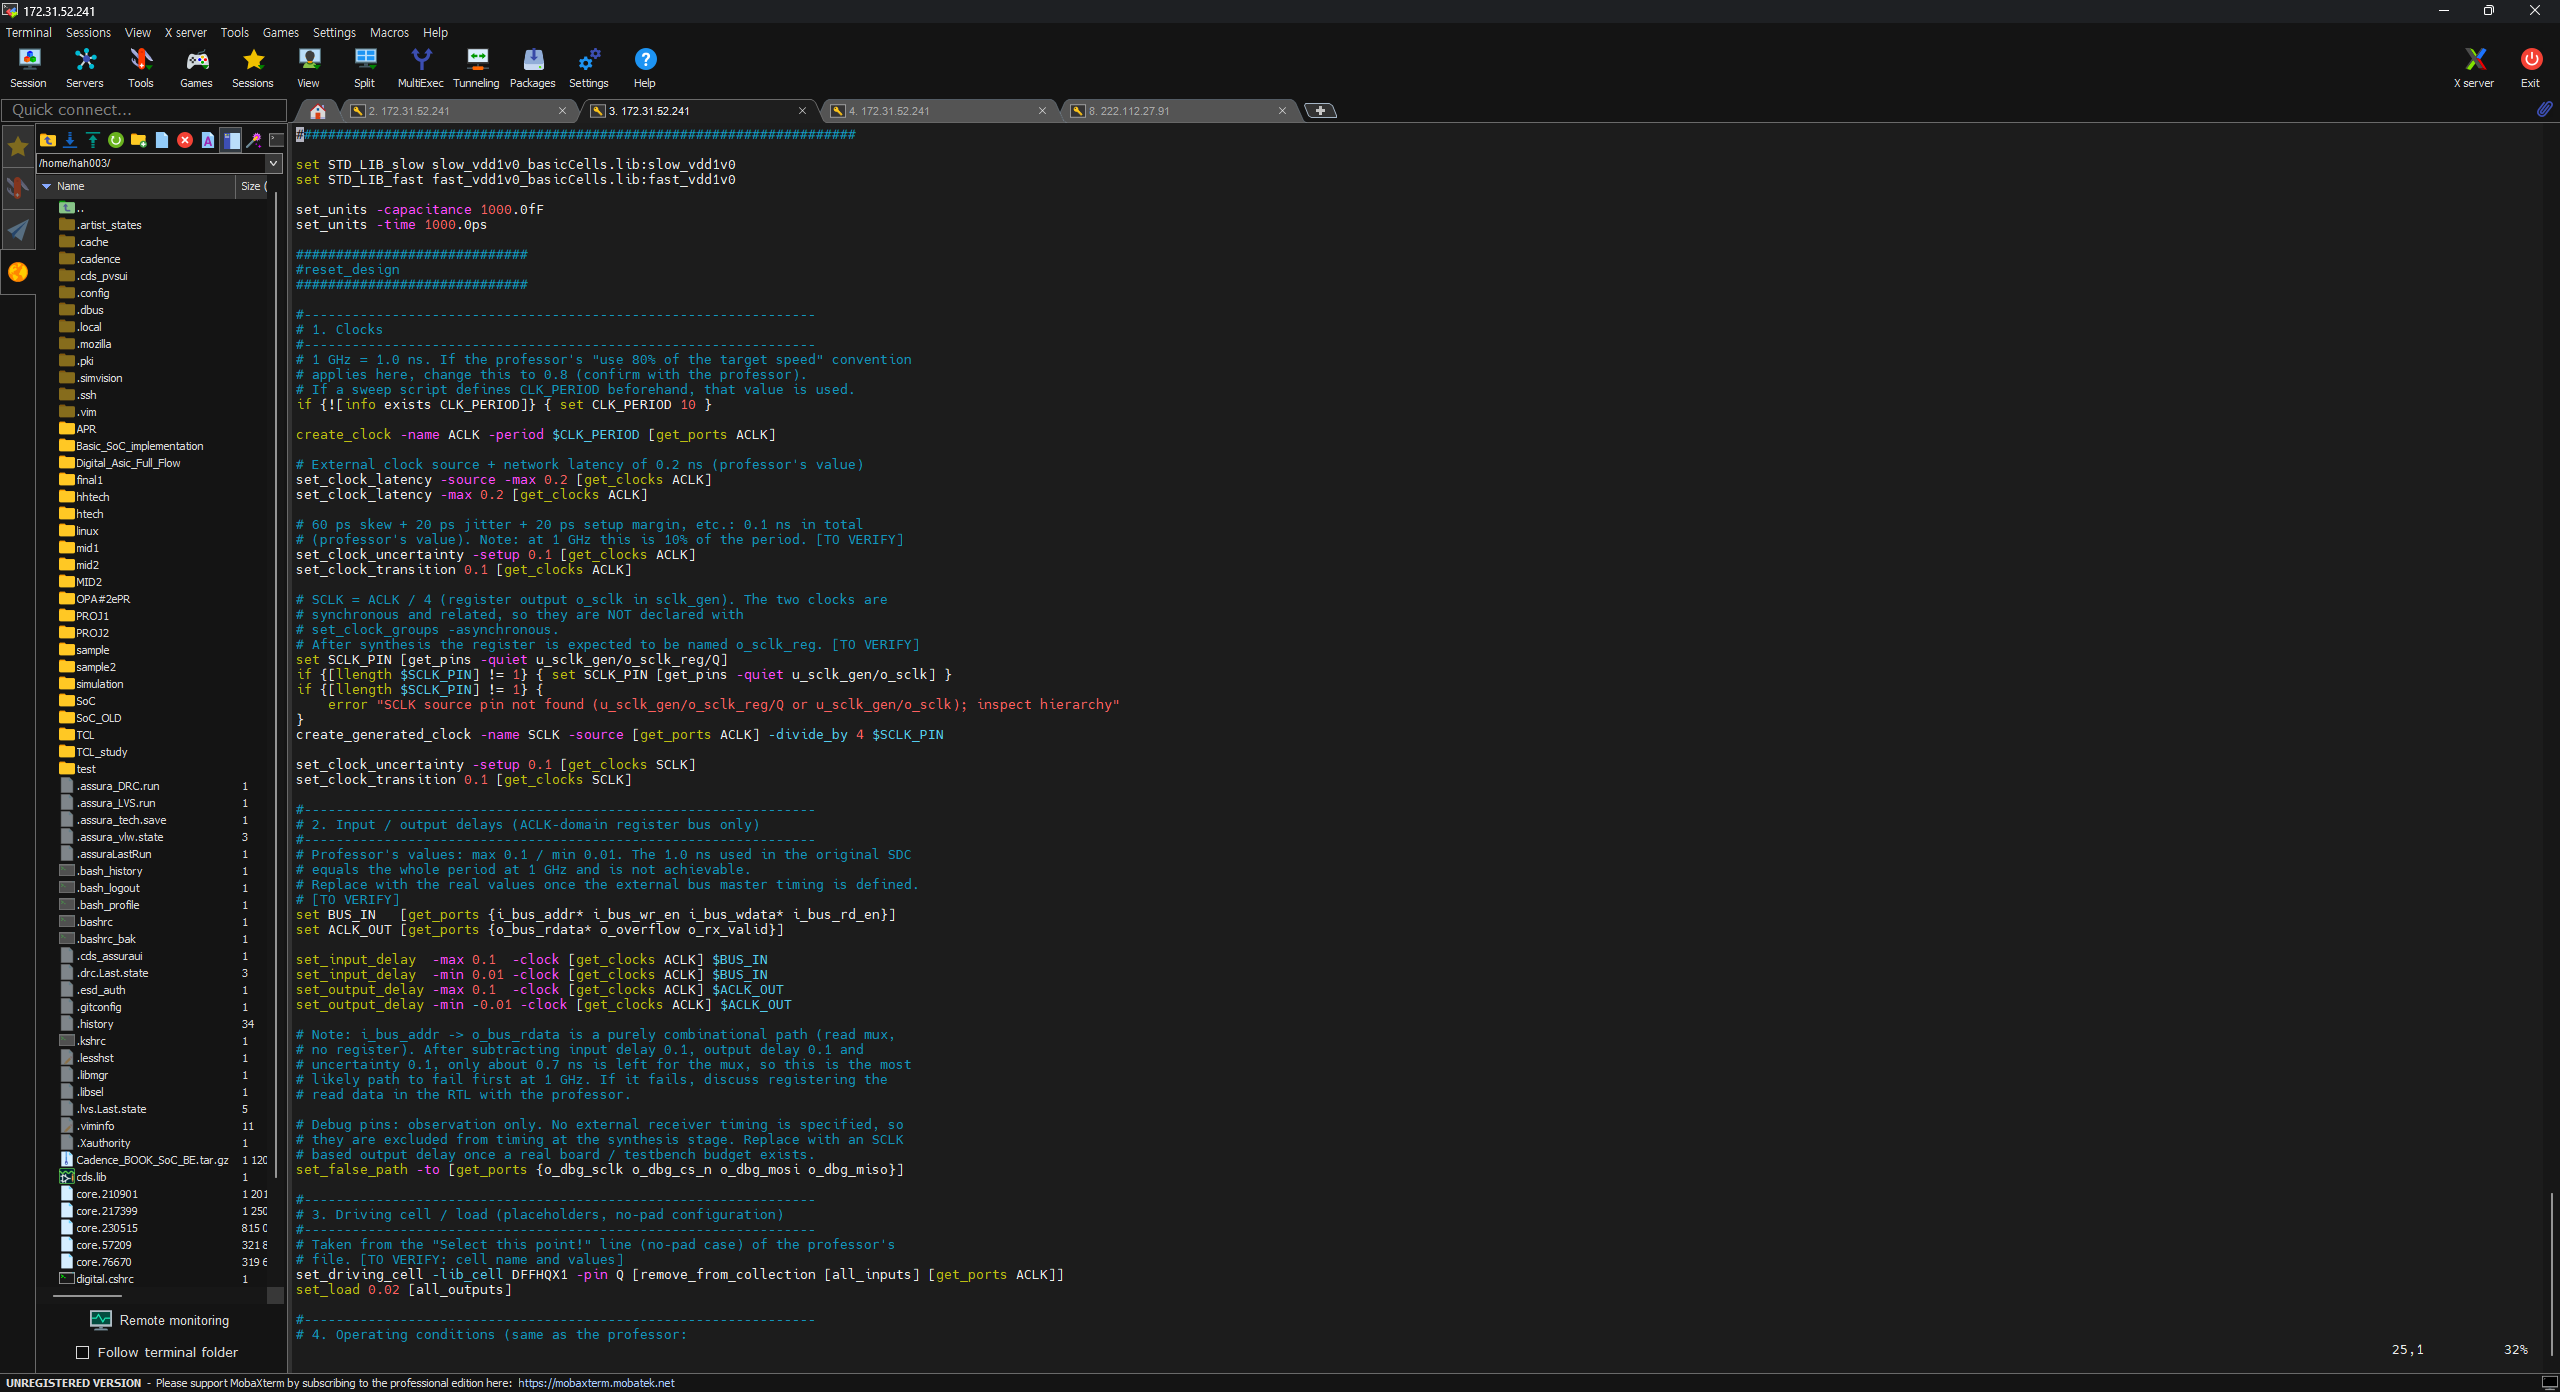 172.31.52.241
Terminal Sessions View X server Tools Games Settings Macros Help
Session Servers Tools Games Sessions View Split MultiExec Tunneling Packages Settings Help X server Exit
Quick connect...
2. 172.31.52.241
3. 172.31.52.241
4. 172.31.52.241
8. 222.112.27.91
/home/hah003/
Name Size (
..
.artist_states
.cache
.cadence
.cds_pvsui
.config
.dbus
.local
.mozilla
.pki
.simvision
.ssh
.vim
APR
Basic_SoC_implementation
Digital_Asic_Full_Flow
final1
hhtech
htech
linux
mid1
mid2
MID2
OPA#2ePR
PROJ1
PROJ2
sample
sample2
simulation
SoC
SoC_OLD
TCL
TCL_study
test
.assura_DRC.run 1
.assura_LVS.run 1
.assura_tech.save 1
.assura_vlw.state 3
.assuraLastRun 1
.bash_history 1
.bash_logout 1
.bash_profile 1
.bashrc 1
.bashrc_bak 1
.cds_assuraui 1
.drc.Last.state 3
.esd_auth 1
.gitconfig 1
.history 34
.kshrc 1
.lesshst 1
.libmgr 1
.libsel 1
.lvs.Last.state 5
.viminfo 11
.Xauthority 1
Cadence_BOOK_SoC_BE.tar.gz 1 120
cds.lib 1
core.210901 1 201
core.217399 1 250
core.230515 815 0
core.57209 321 8
core.76670 319 6
digital.cshrc 1
Remote monitoring
Follow terminal folder
######################################################################
set STD_LIB_slow slow_vdd1v0_basicCells.lib:slow_vdd1v0
set STD_LIB_fast fast_vdd1v0_basicCells.lib:fast_vdd1v0
set_units -capacitance 1000.0fF
set_units -time 1000.0ps
#############################
#reset_design
#############################
#----------------------------------------------------------------
# 1. Clocks
#----------------------------------------------------------------
# 1 GHz = 1.0 ns. If the professor's "use 80% of the target speed" convention
# applies here, change this to 0.8 (confirm with the professor).
# If a sweep script defines CLK_PERIOD beforehand, that value is used.
if {![info exists CLK_PERIOD]} { set CLK_PERIOD 10 }
create_clock -name ACLK -period $CLK_PERIOD [get_ports ACLK]
# External clock source + network latency of 0.2 ns (professor's value)
set_clock_latency -source -max 0.2 [get_clocks ACLK]
set_clock_latency -max 0.2 [get_clocks ACLK]
# 60 ps skew + 20 ps jitter + 20 ps setup margin, etc.: 0.1 ns in total
# (professor's value). Note: at 1 GHz this is 10% of the period. [TO VERIFY]
set_clock_uncertainty -setup 0.1 [get_clocks ACLK]
set_clock_transition 0.1 [get_clocks ACLK]
# SCLK = ACLK / 4 (register output o_sclk in sclk_gen). The two clocks are
# synchronous and related, so they are NOT declared with
# set_clock_groups -asynchronous.
# After synthesis the register is expected to be named o_sclk_reg. [TO VERIFY]
set SCLK_PIN [get_pins -quiet u_sclk_gen/o_sclk_reg/Q]
if {[llength $SCLK_PIN] != 1} { set SCLK_PIN [get_pins -quiet u_sclk_gen/o_sclk] }
if {[llength $SCLK_PIN] != 1} {
    error "SCLK source pin not found (u_sclk_gen/o_sclk_reg/Q or u_sclk_gen/o_sclk); inspect hierarchy"
}
create_generated_clock -name SCLK -source [get_ports ACLK] -divide_by 4 $SCLK_PIN
set_clock_uncertainty -setup 0.1 [get_clocks SCLK]
set_clock_transition 0.1 [get_clocks SCLK]
#----------------------------------------------------------------
# 2. Input / output delays (ACLK-domain register bus only)
#----------------------------------------------------------------
# Professor's values: max 0.1 / min 0.01. The 1.0 ns used in the original SDC
# equals the whole period at 1 GHz and is not achievable.
# Replace with the real values once the external bus master timing is defined.
# [TO VERIFY]
set BUS_IN   [get_ports {i_bus_addr* i_bus_wr_en i_bus_wdata* i_bus_rd_en}]
set ACLK_OUT [get_ports {o_bus_rdata* o_overflow o_rx_valid}]
set_input_delay  -max 0.1  -clock [get_clocks ACLK] $BUS_IN
set_input_delay  -min 0.01 -clock [get_clocks ACLK] $BUS_IN
set_output_delay -max 0.1  -clock [get_clocks ACLK] $ACLK_OUT
set_output_delay -min -0.01 -clock [get_clocks ACLK] $ACLK_OUT
# Note: i_bus_addr -> o_bus_rdata is a purely combinational path (read mux,
# no register). After subtracting input delay 0.1, output delay 0.1 and
# uncertainty 0.1, only about 0.7 ns is left for the mux, so this is the most
# likely path to fail first at 1 GHz. If it fails, discuss registering the
# read data in the RTL with the professor.
# Debug pins: observation only. No external receiver timing is specified, so
# they are excluded from timing at the synthesis stage. Replace with an SCLK
# based output delay once a real board / testbench budget exists.
set_false_path -to [get_ports {o_dbg_sclk o_dbg_cs_n o_dbg_mosi o_dbg_miso}]
#----------------------------------------------------------------
# 3. Driving cell / load (placeholders, no-pad configuration)
#----------------------------------------------------------------
# Taken from the "Select this point!" line (no-pad case) of the professor's
# file. [TO VERIFY: cell name and values]
set_driving_cell -lib_cell DFFHQX1 -pin Q [remove_from_collection [all_inputs] [get_ports ACLK]]
set_load 0.02 [all_outputs]
#----------------------------------------------------------------
# 4. Operating conditions (same as the professor:
25,1 32%
UNREGISTERED VERSION - Please support MobaXterm by subscribing to the professional edition here: https://mobaxterm.mobatek.net